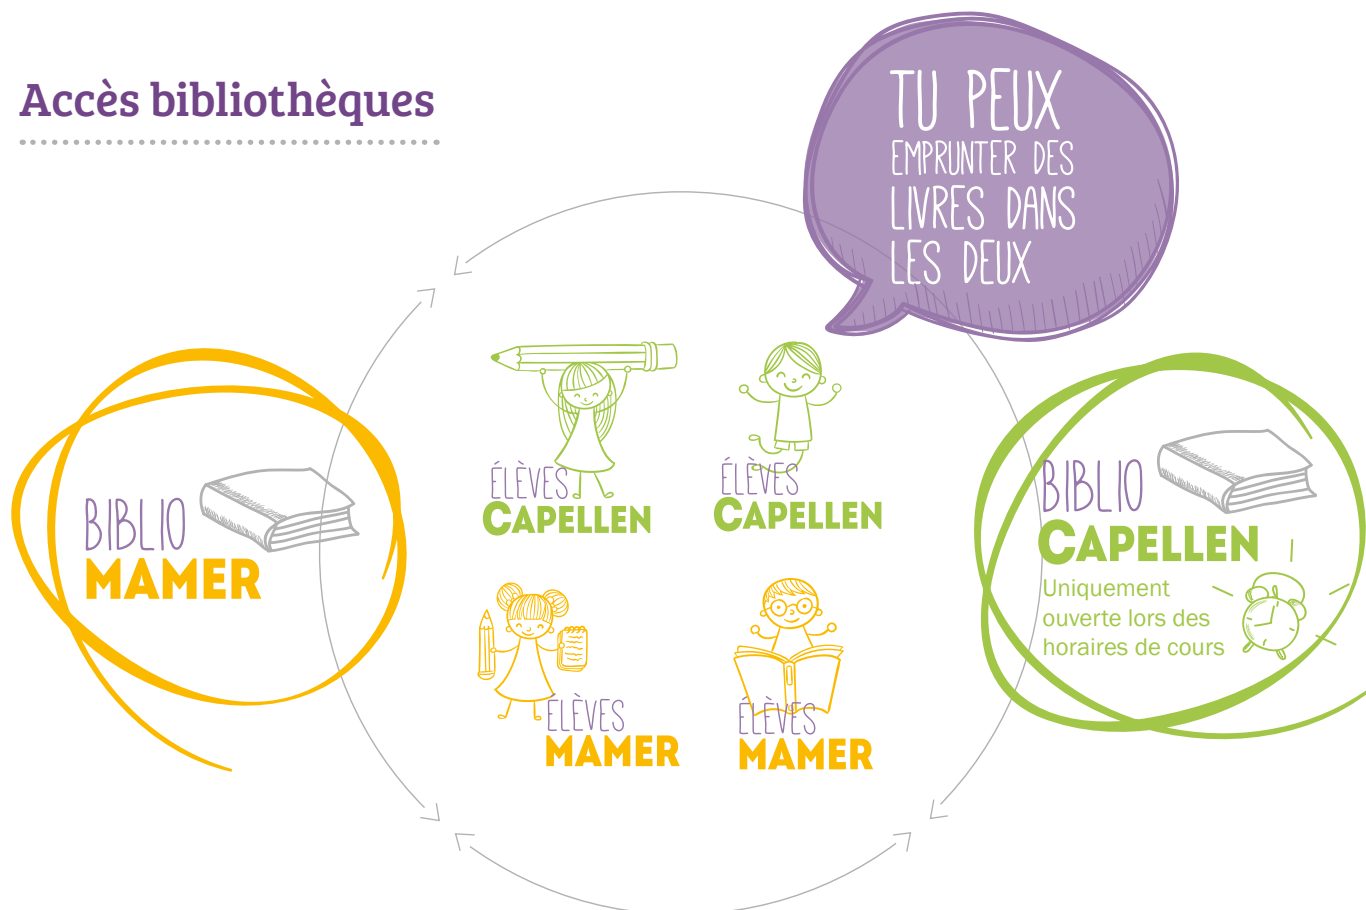 Accès bibliothèques
TU PEUX
EMPRUNTER DES
LIVRES DANS
LES DEUX
ÉLÈVES
CAPELLEN
ÉLÈVES
CAPELLEN
BIBLIO
MAMER
BIBLIO
CAPELLEN
Uniquement
ouverte lors des
horaires de cours
ÉLÈVES
MAMER
ÉLÈVES
MAMER